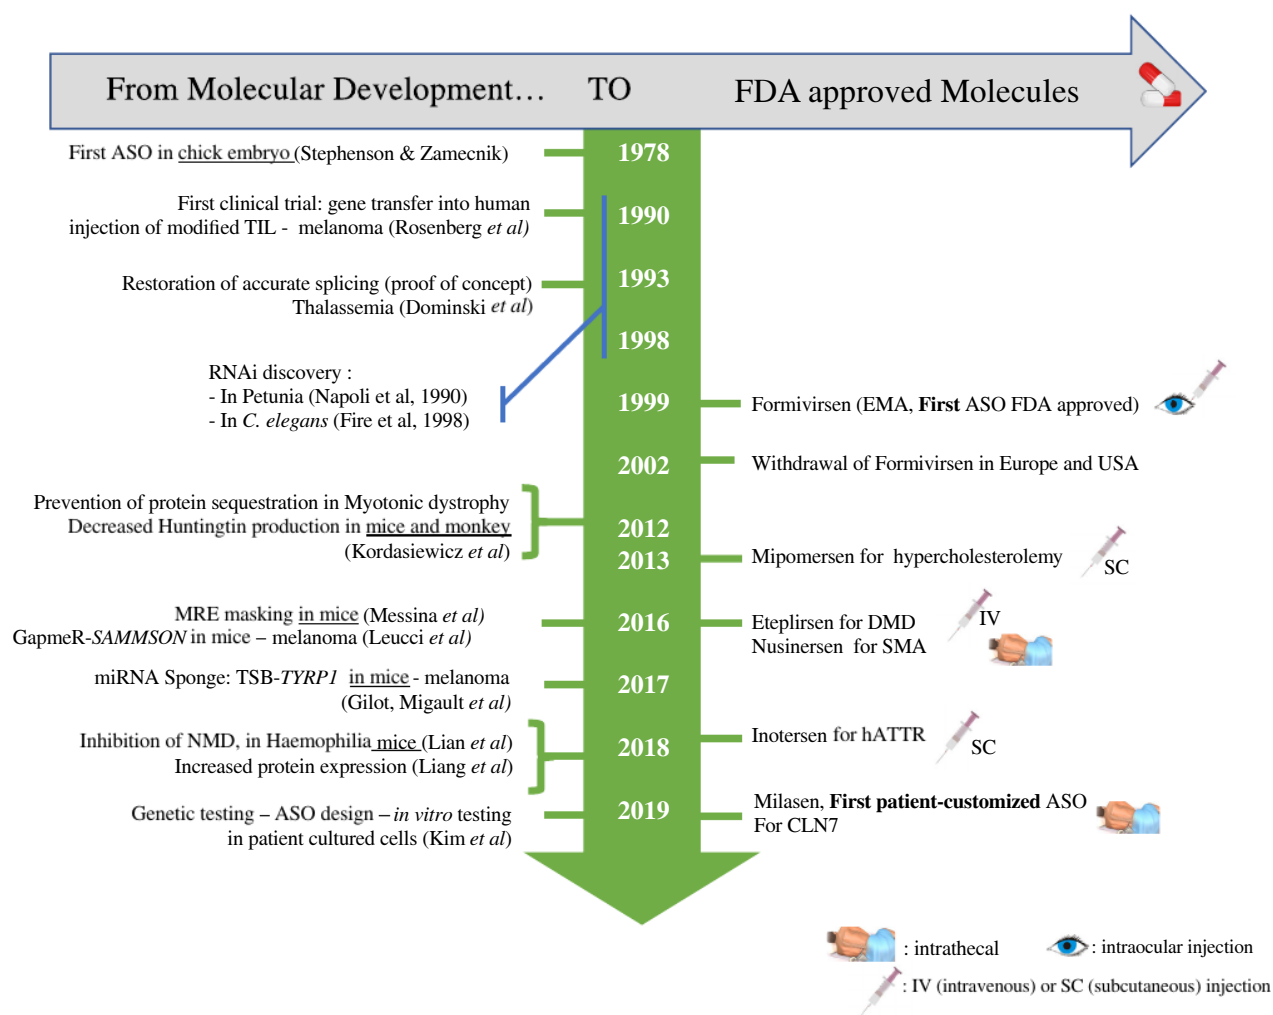 From Molecular Development… TO FDA approved Molecules
1978
First ASO in chick embryo (Stephenson & Zamecnik)
1990
First clinical trial: gene transfer into human
injection of modified TIL - melanoma (Rosenberg et al)
1993
Restoration of accurate splicing (proof of concept)
Thalassemia (Dominski et al)
1998
RNAi discovery :
- In Petunia (Napoli et al, 1990)
- In C. elegans (Fire et al, 1998)
1999
Formivirsen (EMA, First ASO FDA approved)
2002
Withdrawal of Formivirsen in Europe and USA
Prevention of protein sequestration in Myotonic dystrophy
Decreased Huntingtin production in mice and monkey
(Kordasiewicz et al)
2012
2013
Mipomersen for hypercholesterolemy
SC
MRE masking in mice (Messina et al)
GapmeR-SAMMSON in mice – melanoma (Leucci et al)
2016
Eteplirsen for DMD
IV
Nusinersen for SMA
miRNA Sponge: TSB-TYRP1 in mice - melanoma
(Gilot, Migault et al)
2017
Inhibition of NMD, in Haemophilia mice (Lian et al)
Increased protein expression (Liang et al)
2018
Inotersen for hATTR
SC
Genetic testing – ASO design – in vitro testing
in patient cultured cells (Kim et al)
2019
Milasen, First patient-customized ASO
For CLN7
: intrathecal
: intraocular injection
: IV (intravenous) or SC (subcutaneous) injection